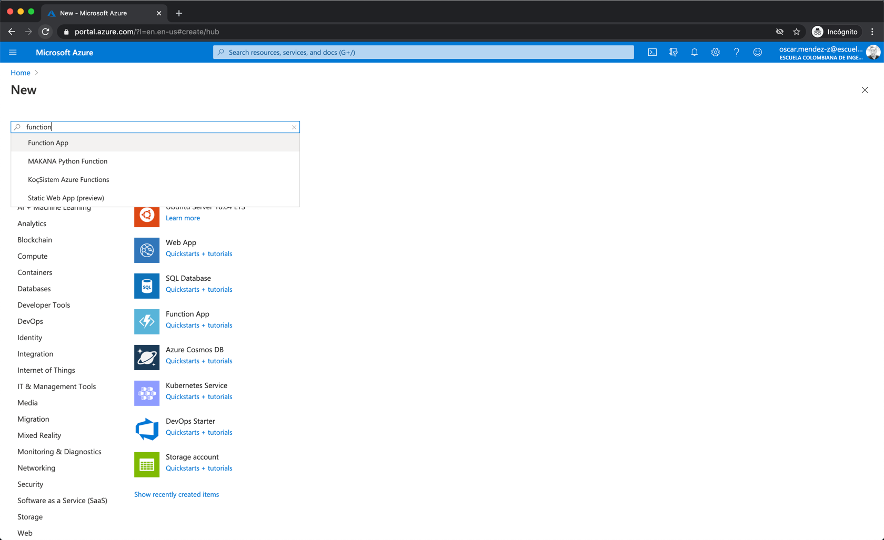 New - Microsoft Azure
portal.azure.com/?l=en.en-us#create/hub
Incógnito
Microsoft Azure
Search resources, services, and docs (G+/)
oscar.mendez-z@escuel...
ESCUELA COLOMBIANA DE INGE...
Home
New
function
Function App
MAKANA Python Function
KoçSistem Azure Functions
Static Web App (preview)
AI + Machine Learning
Analytics
Blockchain
Compute
Containers
Databases
Developer Tools
DevOps
Identity
Integration
Internet of Things
IT & Management Tools
Media
Migration
Mixed Reality
Monitoring & Diagnostics
Networking
Security
Software as a Service (SaaS)
Storage
Web
Ubuntu Server 18.04 LTS
Learn more
Web App
Quickstarts + tutorials
SQL
SQL Database
Quickstarts + tutorials
Function App
Quickstarts + tutorials
Azure Cosmos DB
Quickstarts + tutorials
Kubernetes Service
Quickstarts + tutorials
DevOps Starter
Quickstarts + tutorials
Storage account
Quickstarts + tutorials
Show recently created items